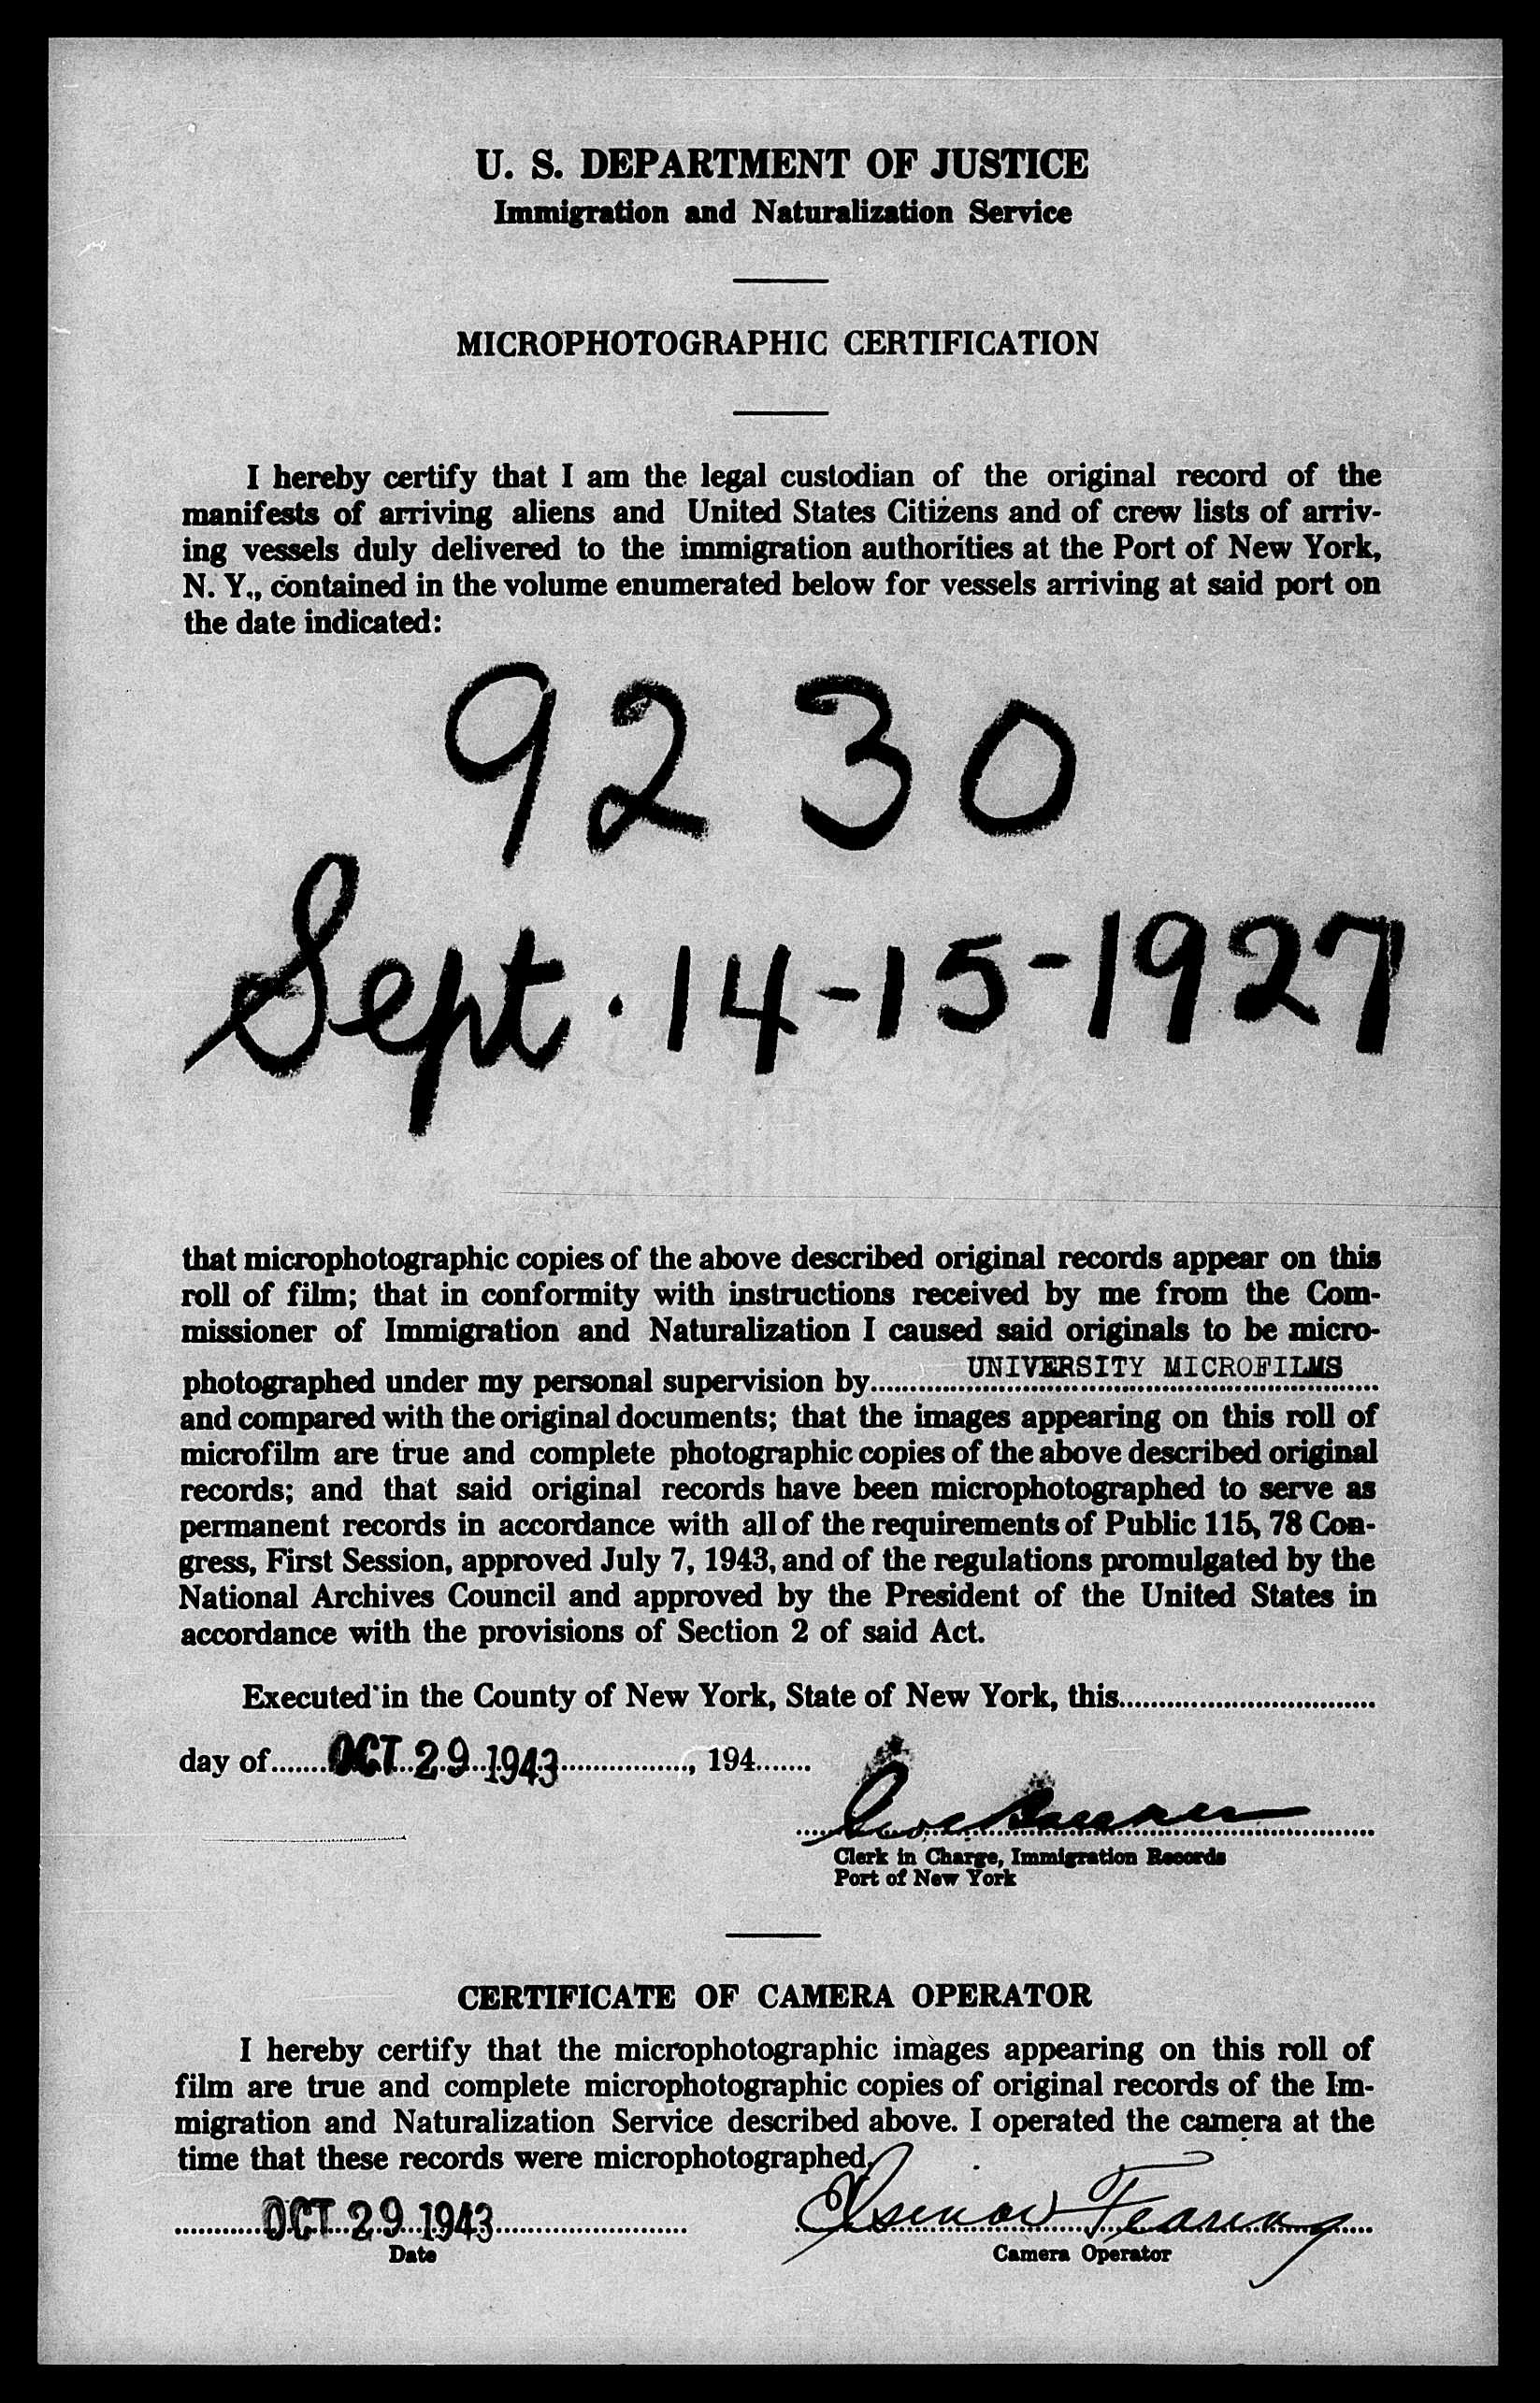 U. S. DEPARTMENT OF JUSTICE
Immigration and Naturalization Service
MICROPHOTOGRAPHIC CERTIFICATION
I hereby certify that I am the legal custodian of the original record of the
manifests of arriving aliens and United States Citizens and of crew lists of arriv-
ing vessels duly delivered to the immigration authorities at the Port of New York,
N. Y., contained in the volume enumerated below for vessels arriving at said port on
the date indicated:
9230
Sept. 14-15-1927
that microphotographic copies of the above described original records appear on this
roll of film; that in conformity with instructions received by me from the Com-
missioner of Immigration and Naturalization I caused said originals to be micro-
photographed under my personal supervision by UNIVERSITY MICROFILMS
and compared with the original documents; that the images appearing on this roll of
microfilm are true and complete photographic copies of the above described original
records; and that said original records have been microphotographed to serve as
permanent records in accordance with all of the requirements of Public 115, 78 Con-
gress, First Session, approved July 7, 1943, and of the regulations promulgated by the
National Archives Council and approved by the President of the United States in
accordance with the provisions of Section 2 of said Act.
Executed in the County of New York, State of New York, this
day of OCT 29 1943, 194
Clerk in Charge, Immigration Records
Port of New York
CERTIFICATE OF CAMERA OPERATOR
I hereby certify that the microphotographic images appearing on this roll of
film are true and complete microphotographic copies of original records of the Im-
migration and Naturalization Service described above. I operated the camera at the
time that these records were microphotographed.
OCT 29 1943
Date
Camera Operator